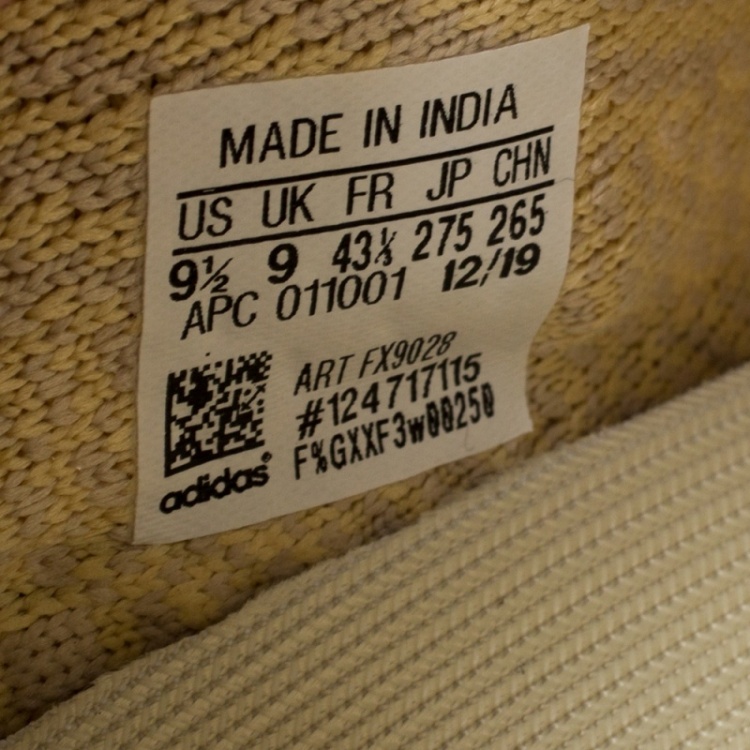 MADE IN INDIA
US UK FR JP CHN
9½ 9 43⅓ 275 265
APC 011001 12/19
ART FX9028
#124717115
F%GXXF3w00250
adidas®